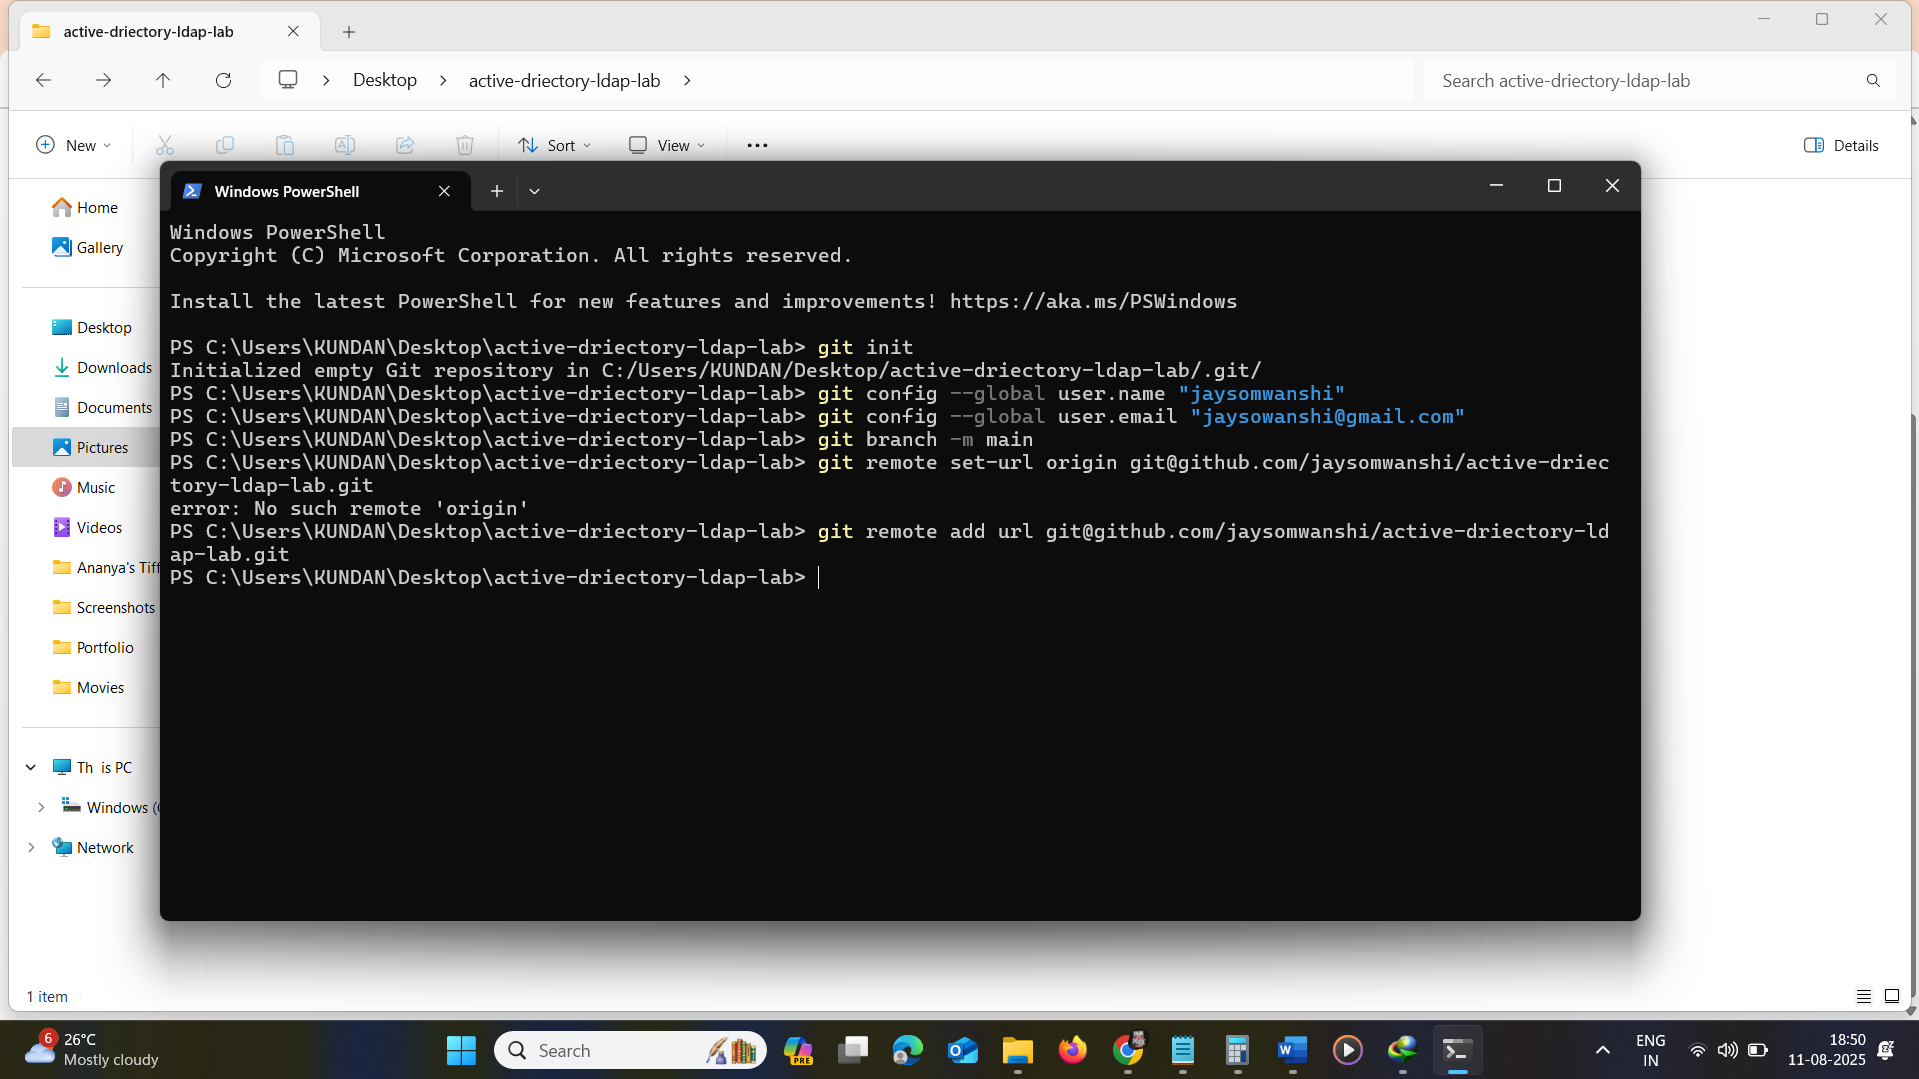 active-driectory-ldap-lab
Desktop
active-driectory-ldap-lab
Search active-driectory-ldap-lab
New
Sort
View
Details
Home
Gallery
Desktop
Downloads
Documents
Pictures
Music
Videos
Ananya's Tiff
Screenshots
Portfolio
Movies
Th is PC
Windows (C
Network
1 item
Windows PowerShell
Windows PowerShell
Copyright (C) Microsoft Corporation. All rights reserved.
Install the latest PowerShell for new features and improvements! https://aka.ms/PSWindows
PS C:\Users\KUNDAN\Desktop\active-driectory-ldap-lab> git init
Initialized empty Git repository in C:/Users/KUNDAN/Desktop/active-driectory-ldap-lab/.git/
PS C:\Users\KUNDAN\Desktop\active-driectory-ldap-lab> git config --global user.name "jaysomwanshi"
PS C:\Users\KUNDAN\Desktop\active-driectory-ldap-lab> git config --global user.email "jaysowanshi@gmail.com"
PS C:\Users\KUNDAN\Desktop\active-driectory-ldap-lab> git branch -m main
PS C:\Users\KUNDAN\Desktop\active-driectory-ldap-lab> git remote set-url origin git@github.com/jaysomwanshi/active-driec
tory-ldap-lab.git
error: No such remote 'origin'
PS C:\Users\KUNDAN\Desktop\active-driectory-ldap-lab> git remote add url git@github.com/jaysomwanshi/active-driectory-ld
ap-lab.git
PS C:\Users\KUNDAN\Desktop\active-driectory-ldap-lab>
6
26°C
Mostly cloudy
Search
PRE
ENG
IN
18:50
11-08-2025